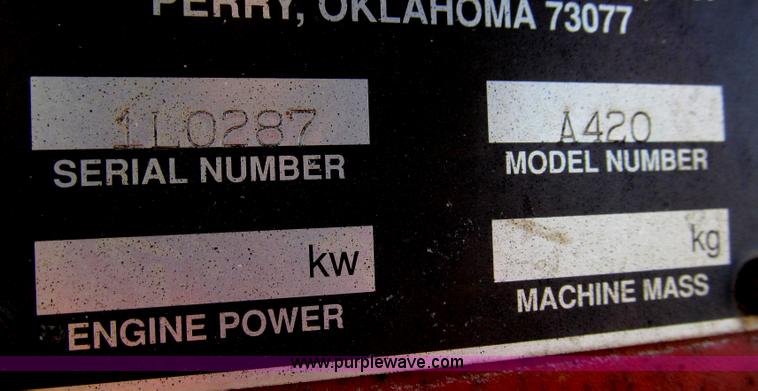 PERRY, OKLAHOMA 73077
1L0287 A420
SERIAL NUMBER MODEL NUMBER
kw kg
ENGINE POWER MACHINE MASS
www.purplewave.com